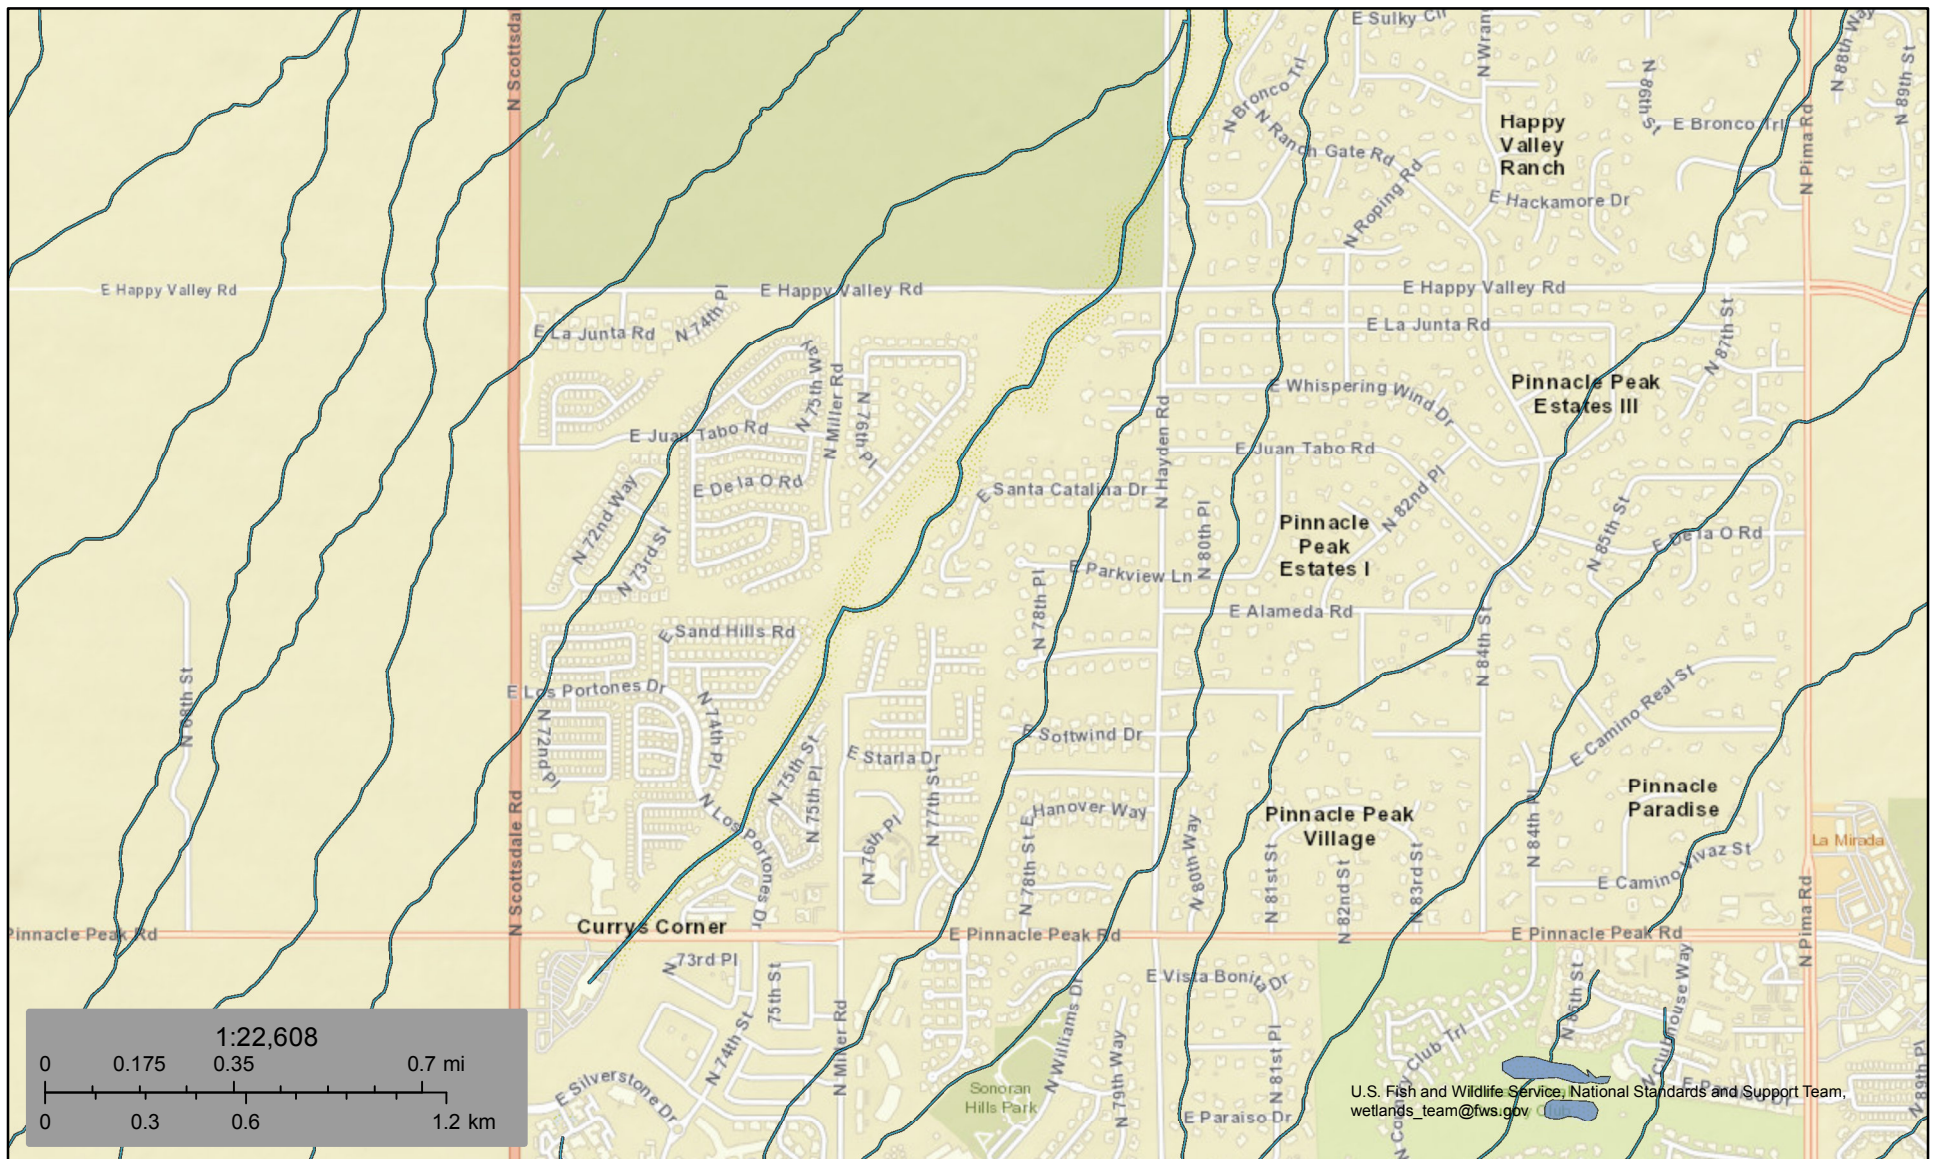 E Sulky Cir
N Wran
N 88th Way
N 89th St
N Scottsda
N Bronco Trl
N 86th St
N Pima Rd
E Bronco Trl
Happy
Valley
Ranch
N Ranch Gate Rd
N Roping Rd
E Hackamore Dr
E Happy Valley Rd
E Happy Valley Rd
E Happy Valley Rd
E La Junta Rd
N 74th Pl
E La Junta Rd
N 87th St
N 75th Way
N Miller Rd
N 76th Pl
E Whispering Wind Dr
Pinnacle Peak
Estates III
E Juan Tabo Rd
N Hayden Rd
E Juan Tabo Rd
E De la O Rd
E Santa Catalina Dr
N 82nd Pl
N 72nd Way
N 73rd St
N 80th Pl
Pinnacle
Peak
Estates I
N 85th St
E De la O Rd
E Parkview Ln
N 78th Pl
E Alameda Rd
E Sand Hills Rd
N 84th St
N 68th St
E Los Portones Dr
N 72nd Pl
N 74th Pl
E Camino Real St
E Softwind Dr
E Starla Dr
N 75th St
N 75th Pl
N 77th St
N Los Portones Dr
E Hanover Way
Pinnacle Peak
Village
Pinnacle
Paradise
N 84th Pl
La Mirada
N Scottsdale Rd
N 76th Pl
N 78th St
N 80th Way
N 81st St
N 82nd St
N 83rd St
E Camino Vivaz St
N Pima Rd
Currys Corner
Pinnacle Peak Rd
E Pinnacle Peak Rd
E Pinnacle Peak Rd
N 73rd Pl
75th St
E Vista Bonita Dr
N 85th St
N Clubhouse Way
N Miller Rd
N 74th St
N Williams Dr
N 79th Way
N 81st Pl
N Country Club Trl
E Silverstone Dr
Sonoran
Hills Park
E Paraiso Dr
N 89th Pl
1:22,608
0 0.175 0.35 0.7 mi
0 0.3 0.6 1.2 km
U.S. Fish and Wildlife Service, National Standards and Support Team,
wetlands_team@fws.gov